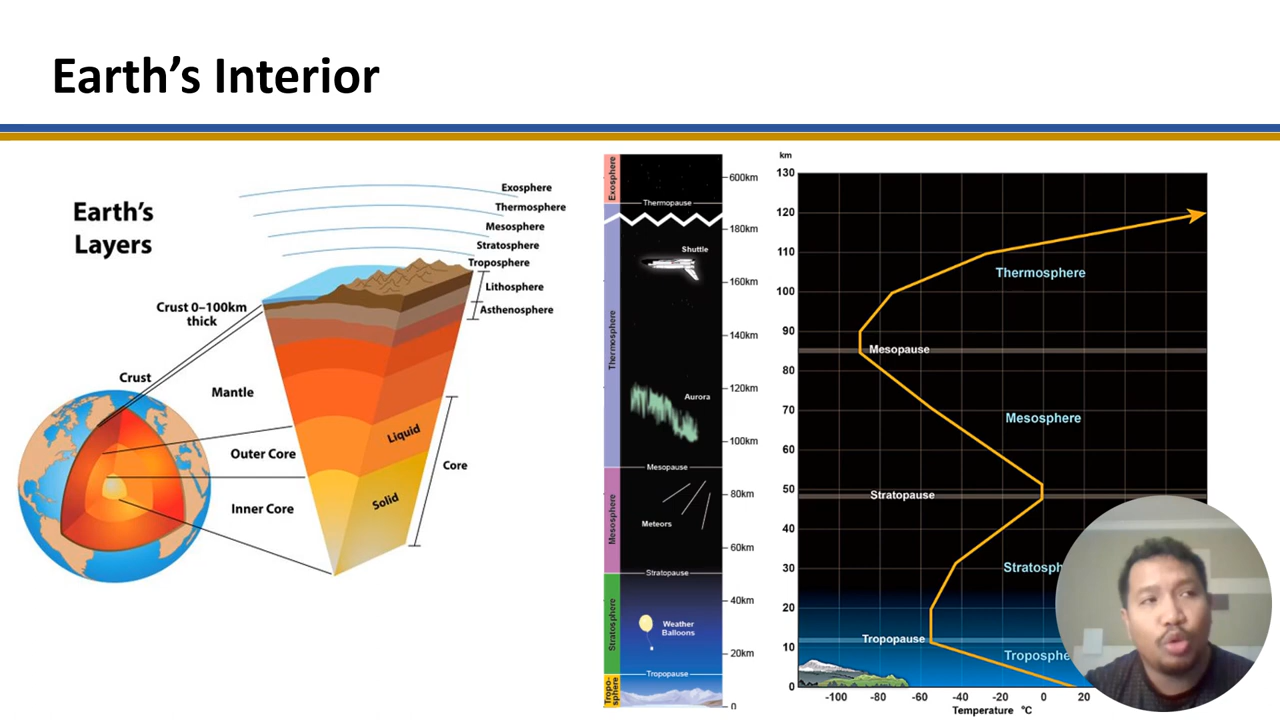 Earth's Interior
Earth's
Layers
Exosphere
Thermosphere
Mesosphere
Stratosphere
Troposphere
Lithosphere
Asthenosphere
Crust 0–100km
thick
Crust
Mantle
Outer Core
Inner Core
Liquid
Solid
Core
Exosphere
Thermosphere
Mesosphere
Stratosphere
Tropo-
sphere
Thermopause
Shuttle
Aurora
Mesopause
Meteors
Stratopause
Weather
Balloons
Tropopause
600km
180km
160km
140km
120km
100km
80km
60km
40km
20km
0
km
130
120
110
100
90
80
70
60
50
40
30
20
10
0
Thermosphere
Mesopause
Mesosphere
Stratopause
Stratosph
Tropopause
Troposphe
-100 -80 -60 -40 -20 0 20
Temperature °C